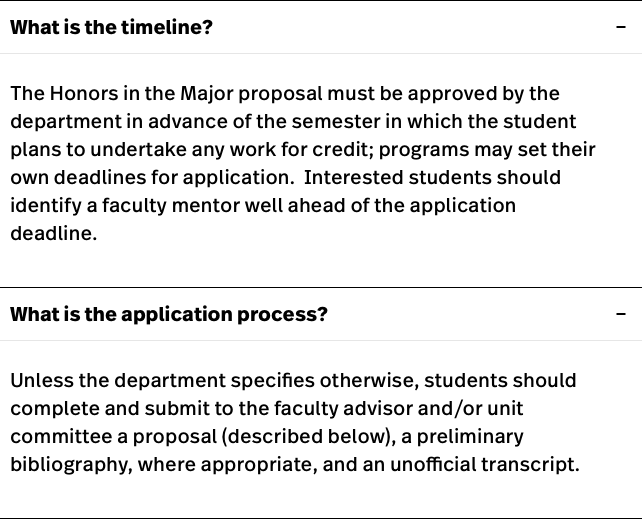 What is the timeline? –
The Honors in the Major proposal must be approved by the
department in advance of the semester in which the student
plans to undertake any work for credit; programs may set their
own deadlines for application.  Interested students should
identify a faculty mentor well ahead of the application
deadline.
What is the application process? –
Unless the department specifies otherwise, students should
complete and submit to the faculty advisor and/or unit
committee a proposal (described below), a preliminary
bibliography, where appropriate, and an unofficial transcript.